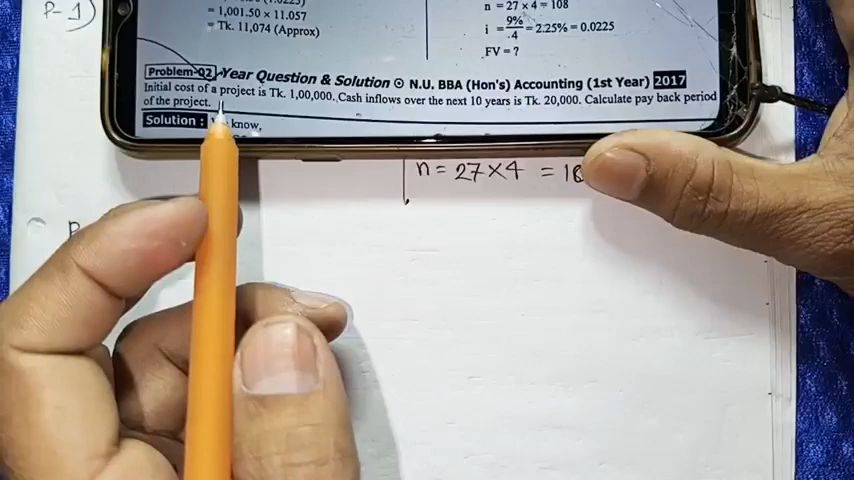 P-1)
= 1,001.50 × 11.057
= Tk. 11,074 (Approx)
n = 27 × 4 = 108
i = 9%/.4 = 2.25% = 0.0225
FV = ?
Problem-02 Year Question & Solution ⊙ N.U. BBA (Hon's) Accounting (1st Year) 2017
Initial cost of a project is Tk. 1,00,000. Cash inflows over the next 10 years is Tk. 20,000. Calculate pay back period
of the project.
Solution : know,
n = 27×4 =